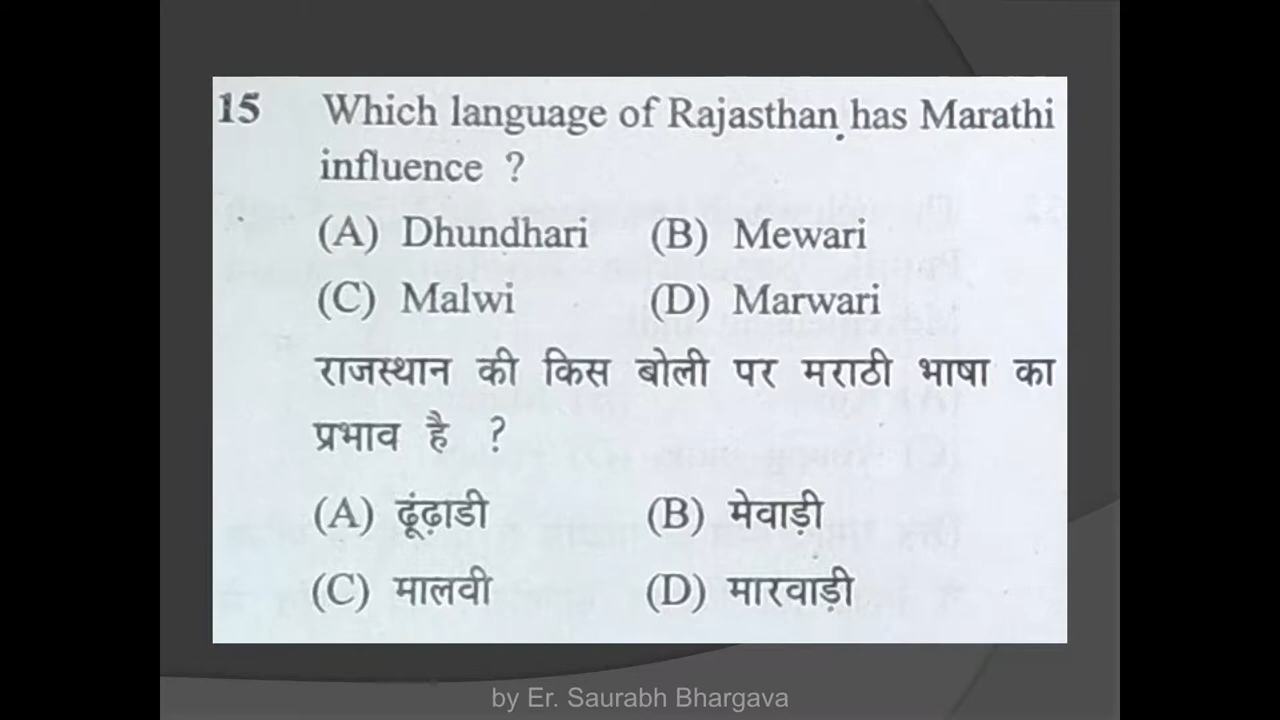 15 Which language of Rajasthan has Marathi
influence ?
(A) Dhundhari (B) Mewari
(C) Malwi (D) Marwari
राजस्थान की किस बोली पर मराठी भाषा का
प्रभाव है ?
(A) ढूंढ़ाडी (B) मेवाड़ी
(C) मालवी (D) मारवाड़ी
by Er. Saurabh Bhargava